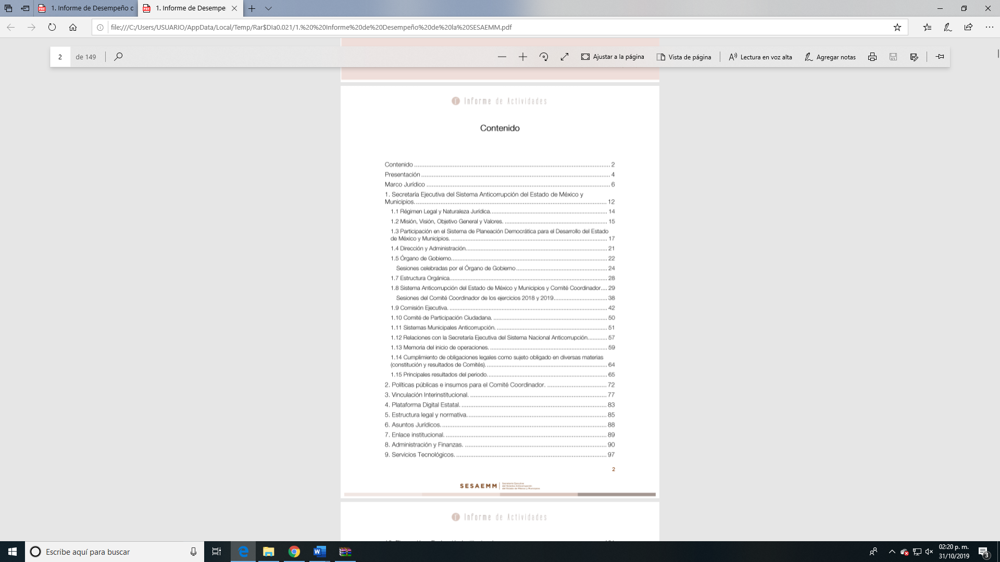 1. Informe de Desempeño d
1. Informe de Desempe
file:///C:/Users/USUARIO/AppData/Local/Temp/Rar$DIa0.021/1.%20%20Informe%20de%20Desempeño%20de%20la%20SESAEMM.pdf
2 de 149 Ajustar a la página Vista de página Lectura en voz alta Agregar notas
Informe de Actividades
Contenido
Contenido 2
Presentación 4
Marco Jurídico 6
1. Secretaría Ejecutiva del Sistema Anticorrupción del Estado de México y
Municipios. 12
1.1 Régimen Legal y Naturaleza Jurídica. 14
1.2 Misión, Visión, Objetivo General y Valores. 15
1.3 Participación en el Sistema de Planeación Democrática para el Desarrollo del Estado
de México y Municipios. 17
1.4 Dirección y Administración. 21
1.5 Órgano de Gobierno. 22
Sesiones celebradas por el Órgano de Gobierno 24
1.7 Estructura Orgánica. 28
1.8 Sistema Anticorrupción del Estado de México y Municipios y Comité Coordinador. 29
Sesiones del Comité Coordinador de los ejercicios 2018 y 2019. 38
1.9 Comisión Ejecutiva. 42
1.10 Comité de Participación Ciudadana. 50
1.11 Sistemas Municipales Anticorrupción. 51
1.12 Relaciones con la Secretaría Ejecutiva del Sistema Nacional Anticorrupción. 57
1.13 Memoria del inicio de operaciones. 59
1.14 Cumplimiento de obligaciones legales como sujeto obligado en diversas materias
(constitución y resultados de Comités). 64
1.15 Principales resultados del periodo. 65
2. Políticas públicas e insumos para el Comité Coordinador. 72
3. Vinculación Interinstitucional. 77
4. Plataforma Digital Estatal. 83
5. Estructura legal y normativa. 85
6. Asuntos Jurídicos. 88
7. Enlace institucional. 89
8. Administración y Finanzas. 90
9. Servicios Tecnológicos. 97
2
SESAEMM
Secretaría Ejecutiva
del Sistema Anticorrupción
del Estado de México y Municipios
Informe de Actividades
Escribe aquí para buscar
02:20 p. m.
31/10/2019
3